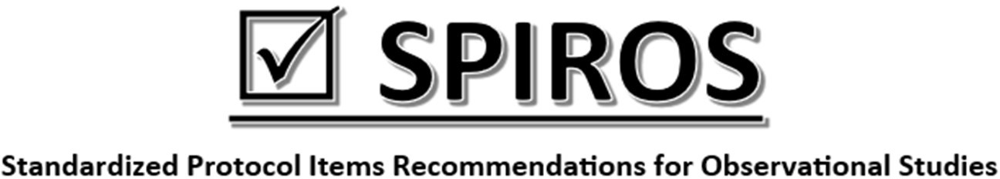 SPIROS
Standardized Protocol Items Recommendations for Observational Studies